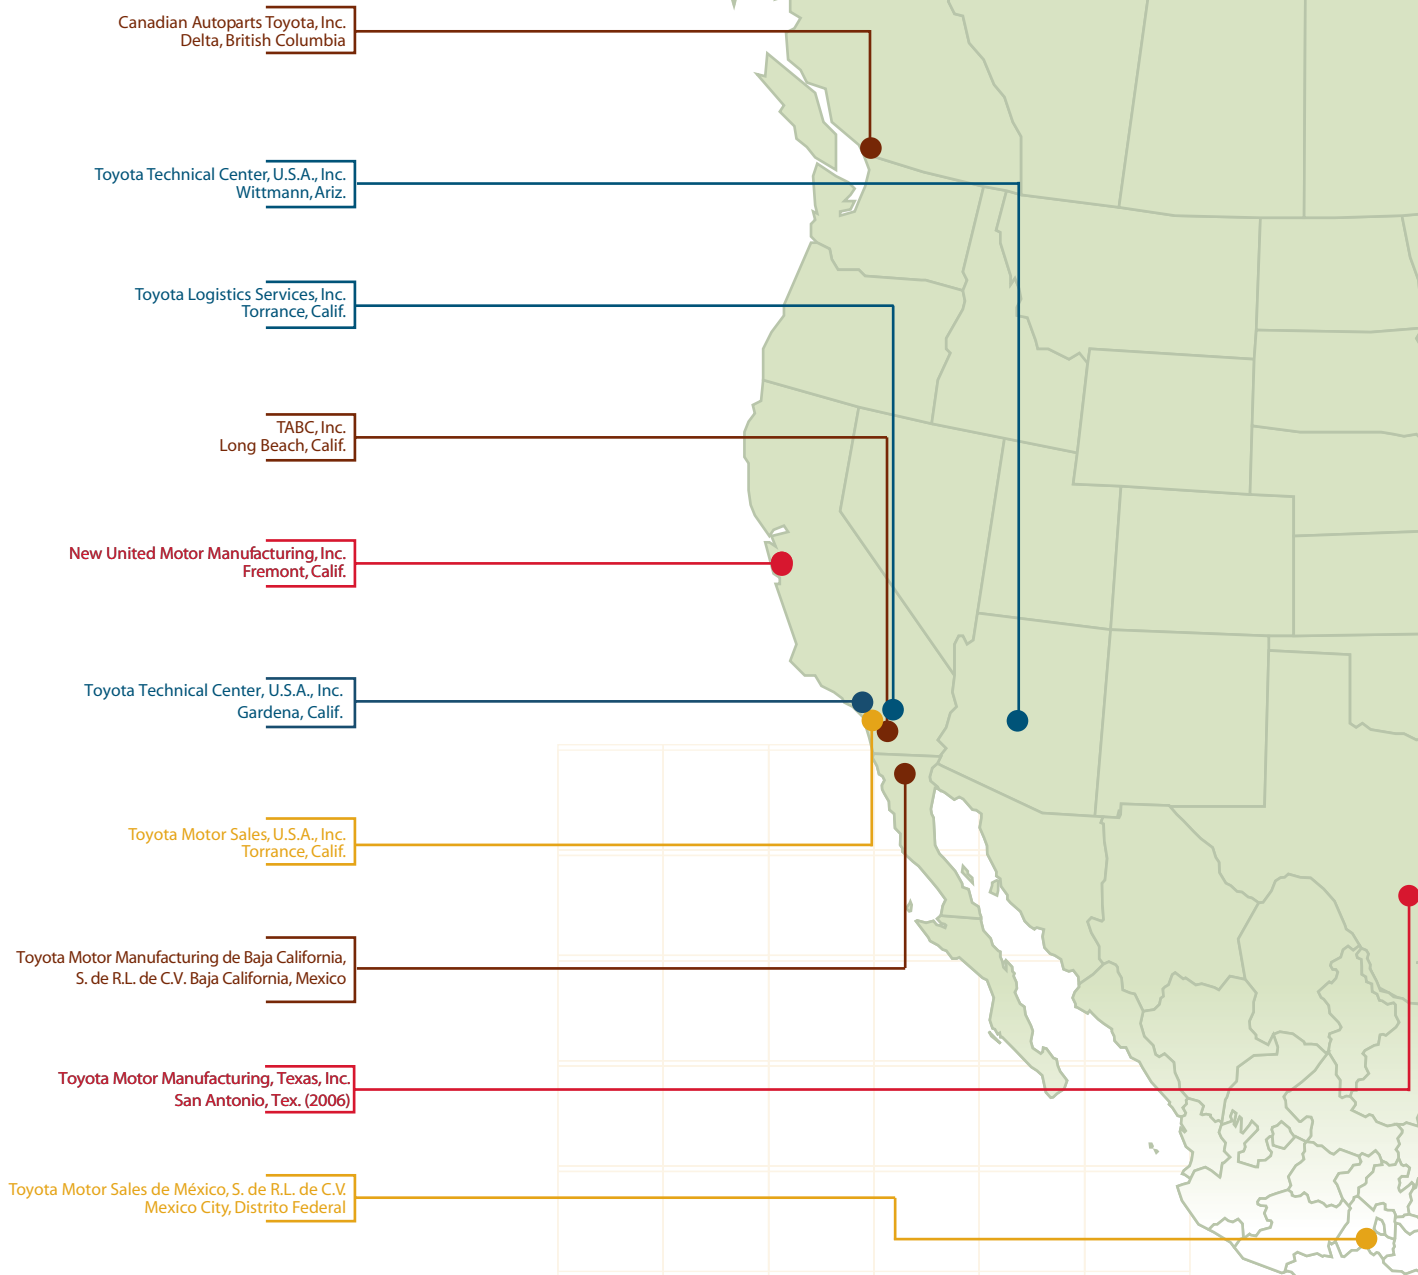 Canadian Autoparts Toyota, Inc.
Delta, British Columbia
Toyota Technical Center, U.S.A., Inc.
Wittmann, Ariz.
Toyota Logistics Services, Inc.
Torrance, Calif.
TABC, Inc.
Long Beach, Calif.
New United Motor Manufacturing, Inc.
Fremont, Calif.
Toyota Technical Center, U.S.A., Inc.
Gardena, Calif.
Toyota Motor Sales, U.S.A., Inc.
Torrance, Calif.
Toyota Motor Manufacturing de Baja California,
S. de R.L. de C.V. Baja California, Mexico
Toyota Motor Manufacturing, Texas, Inc.
San Antonio, Tex. (2006)
Toyota Motor Sales de México, S. de R.L. de C.V.
Mexico City, Distrito Federal